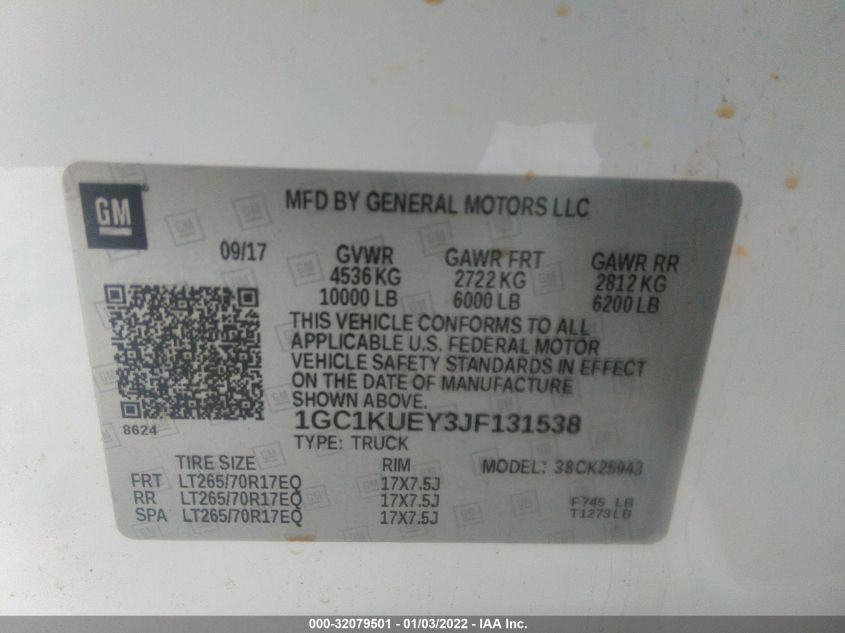 GM
MFD BY GENERAL MOTORS LLC
09/17
GVWR
4536 KG
10000 LB
GAWR FRT
2722 KG
6000 LB
GAWR RR
2812 KG
6200 LB
THIS VEHICLE CONFORMS TO ALL
APPLICABLE U.S. FEDERAL MOTOR
VEHICLE SAFETY STANDARDS IN EFFECT
ON THE DATE OF MANUFACTURE
SHOWN ABOVE.
8624
1GC1KUEY3JF131538
TYPE: TRUCK
TIRE SIZE RIM MODEL: 38CK25943
FRT LT265/70R17EQ 17X7.5J
RR LT265/70R17EQ 17X7.5J F745 LB
SPA LT265/70R17EQ 17X7.5J T1273LB
000-32079501 - 01/03/2022 - IAA Inc.